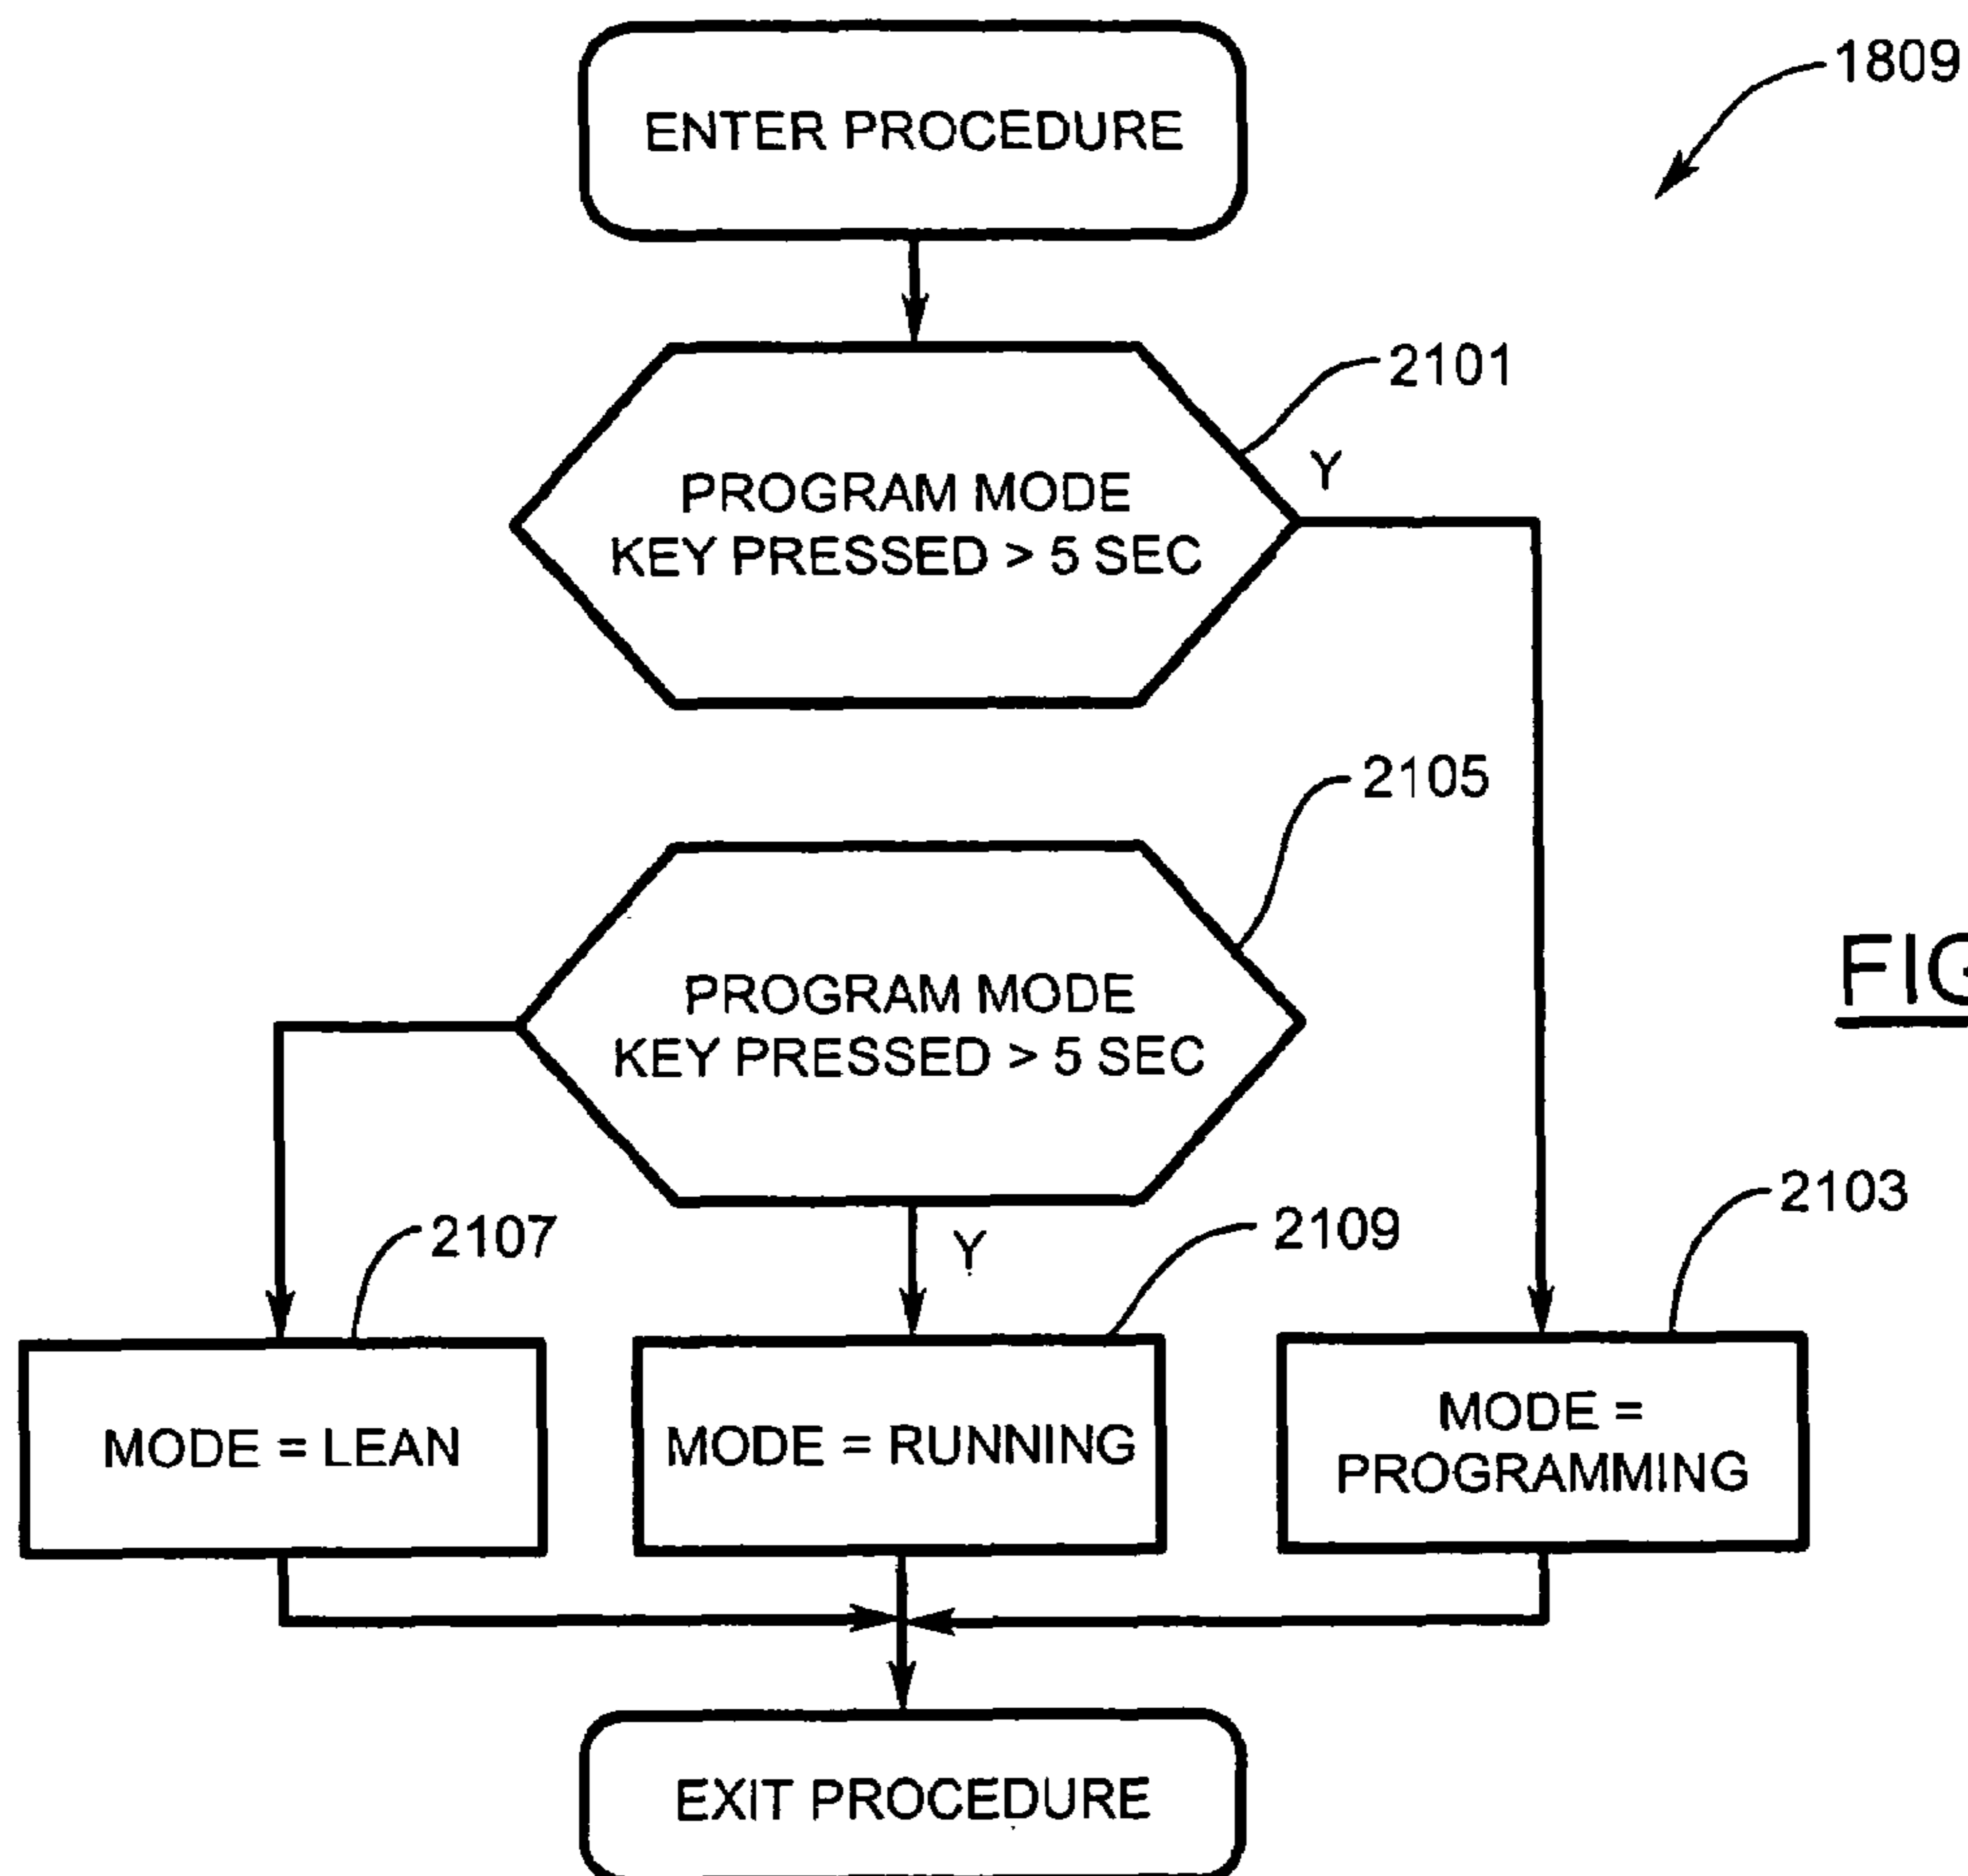 ENTER PROCEDURE
1809
2101
Y
PROGRAM MODE
KEY PRESSED > 5 SEC
2105
PROGRAM MODE
KEY PRESSED > 5 SEC
FIG
2107
Y
2109
2103
MODE = LEAN
MODE = RUNNING
MODE =
PROGRAMMING
EXIT PROCEDURE